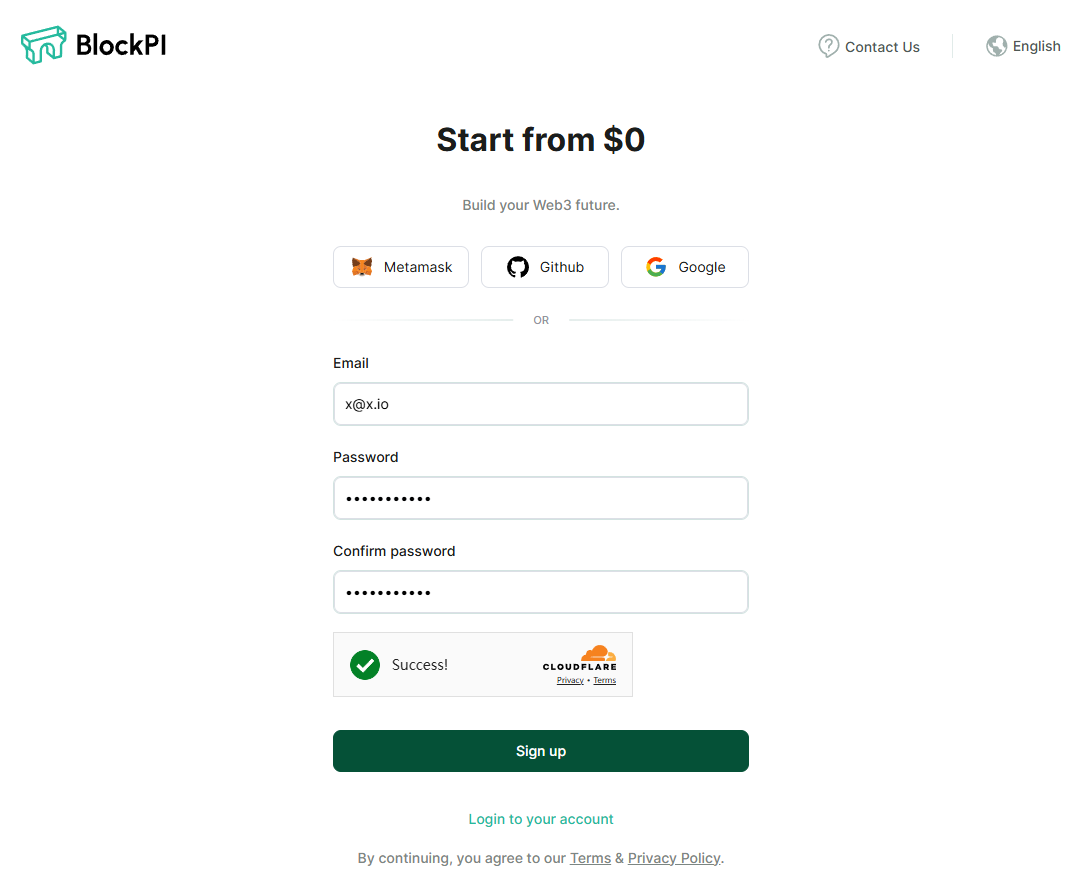 BlockPI
Contact Us
English
Start from $0
Build your Web3 future.
Metamask
Github
Google
OR
Email
x@x.io
Password
•••••••••••
Confirm password
•••••••••••
Success!
CLOUDFLARE
Privacy • Terms
Sign up
Login to your account
By continuing, you agree to our Terms & Privacy Policy.